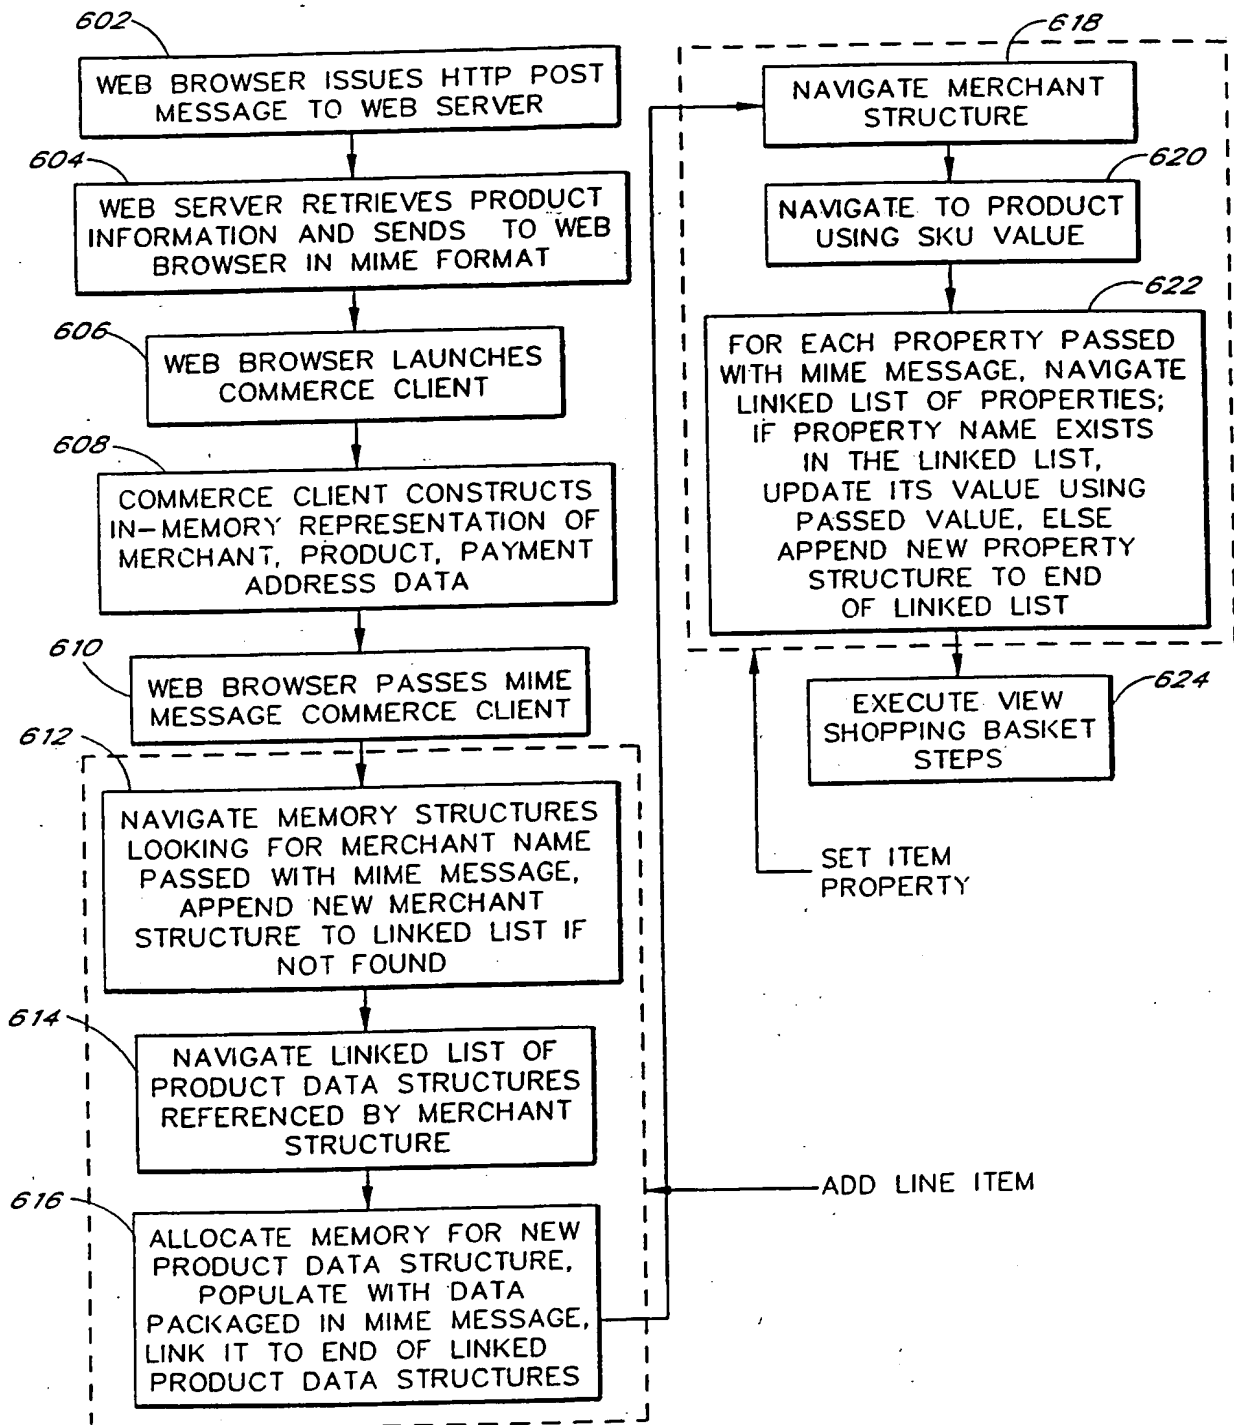 602
WEB BROWSER ISSUES HTTP POST
MESSAGE TO WEB SERVER
604
WEB SERVER RETRIEVES PRODUCT
INFORMATION AND SENDS TO WEB
BROWSER IN MIME FORMAT
606
WEB BROWSER LAUNCHES
COMMERCE CLIENT
608
COMMERCE CLIENT CONSTRUCTS
IN-MEMORY REPRESENTATION OF
MERCHANT, PRODUCT, PAYMENT
ADDRESS DATA
610
WEB BROWSER PASSES MIME
MESSAGE COMMERCE CLIENT
612
NAVIGATE MEMORY STRUCTURES
LOOKING FOR MERCHANT NAME
PASSED WITH MIME MESSAGE,
APPEND NEW MERCHANT
STRUCTURE TO LINKED LIST IF
NOT FOUND
614
NAVIGATE LINKED LIST OF
PRODUCT DATA STRUCTURES
REFERENCED BY MERCHANT
STRUCTURE
616
ALLOCATE MEMORY FOR NEW
PRODUCT DATA STRUCTURE,
POPULATE WITH DATA
PACKAGED IN MIME MESSAGE,
LINK IT TO END OF LINKED
PRODUCT DATA STRUCTURES
ADD LINE ITEM
618
NAVIGATE MERCHANT
STRUCTURE
620
NAVIGATE TO PRODUCT
USING SKU VALUE
622
FOR EACH PROPERTY PASSED
WITH MIME MESSAGE, NAVIGATE
LINKED LIST OF PROPERTIES;
IF PROPERTY NAME EXISTS
IN THE LINKED LIST,
UPDATE ITS VALUE USING
PASSED VALUE, ELSE
APPEND NEW PROPERTY
STRUCTURE TO END
OF LINKED LIST
624
EXECUTE VIEW
SHOPPING BASKET
STEPS
SET ITEM
PROPERTY